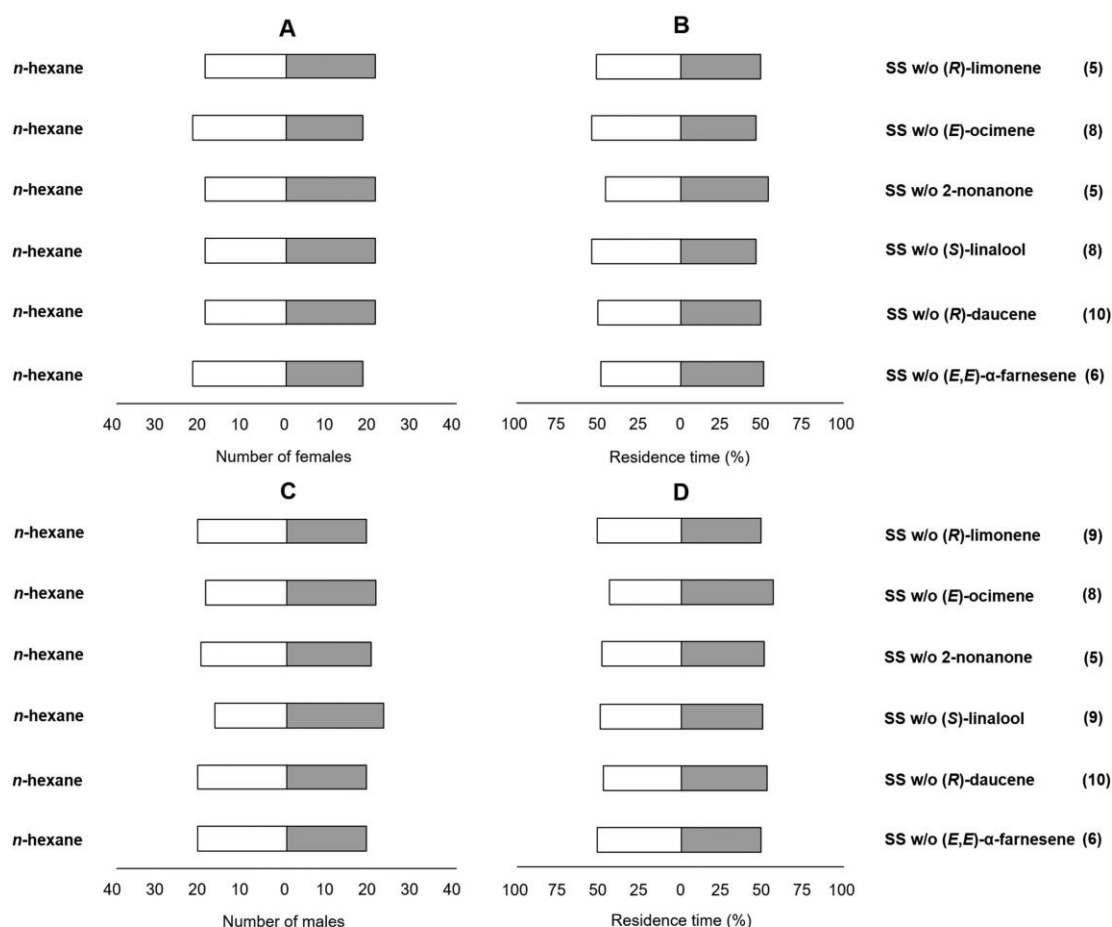 A B
n-hexane SS w/o (R)-limonene (5)
n-hexane SS w/o (E)-ocimene (8)
n-hexane SS w/o 2-nonanone (5)
n-hexane SS w/o (S)-linalool (8)
n-hexane SS w/o (R)-daucene (10)
n-hexane SS w/o (E,E)-α-farnesene (6)
40 30 20 10 0 10 20 30 40 100 75 50 25 0 25 50 75 100
Number of females Residence time (%)
C D
n-hexane SS w/o (R)-limonene (9)
n-hexane SS w/o (E)-ocimene (8)
n-hexane SS w/o 2-nonanone (5)
n-hexane SS w/o (S)-linalool (9)
n-hexane SS w/o (R)-daucene (10)
n-hexane SS w/o (E,E)-α-farnesene (6)
40 30 20 10 0 10 20 30 40 100 75 50 25 0 25 50 75 100
Number of males Residence time (%)